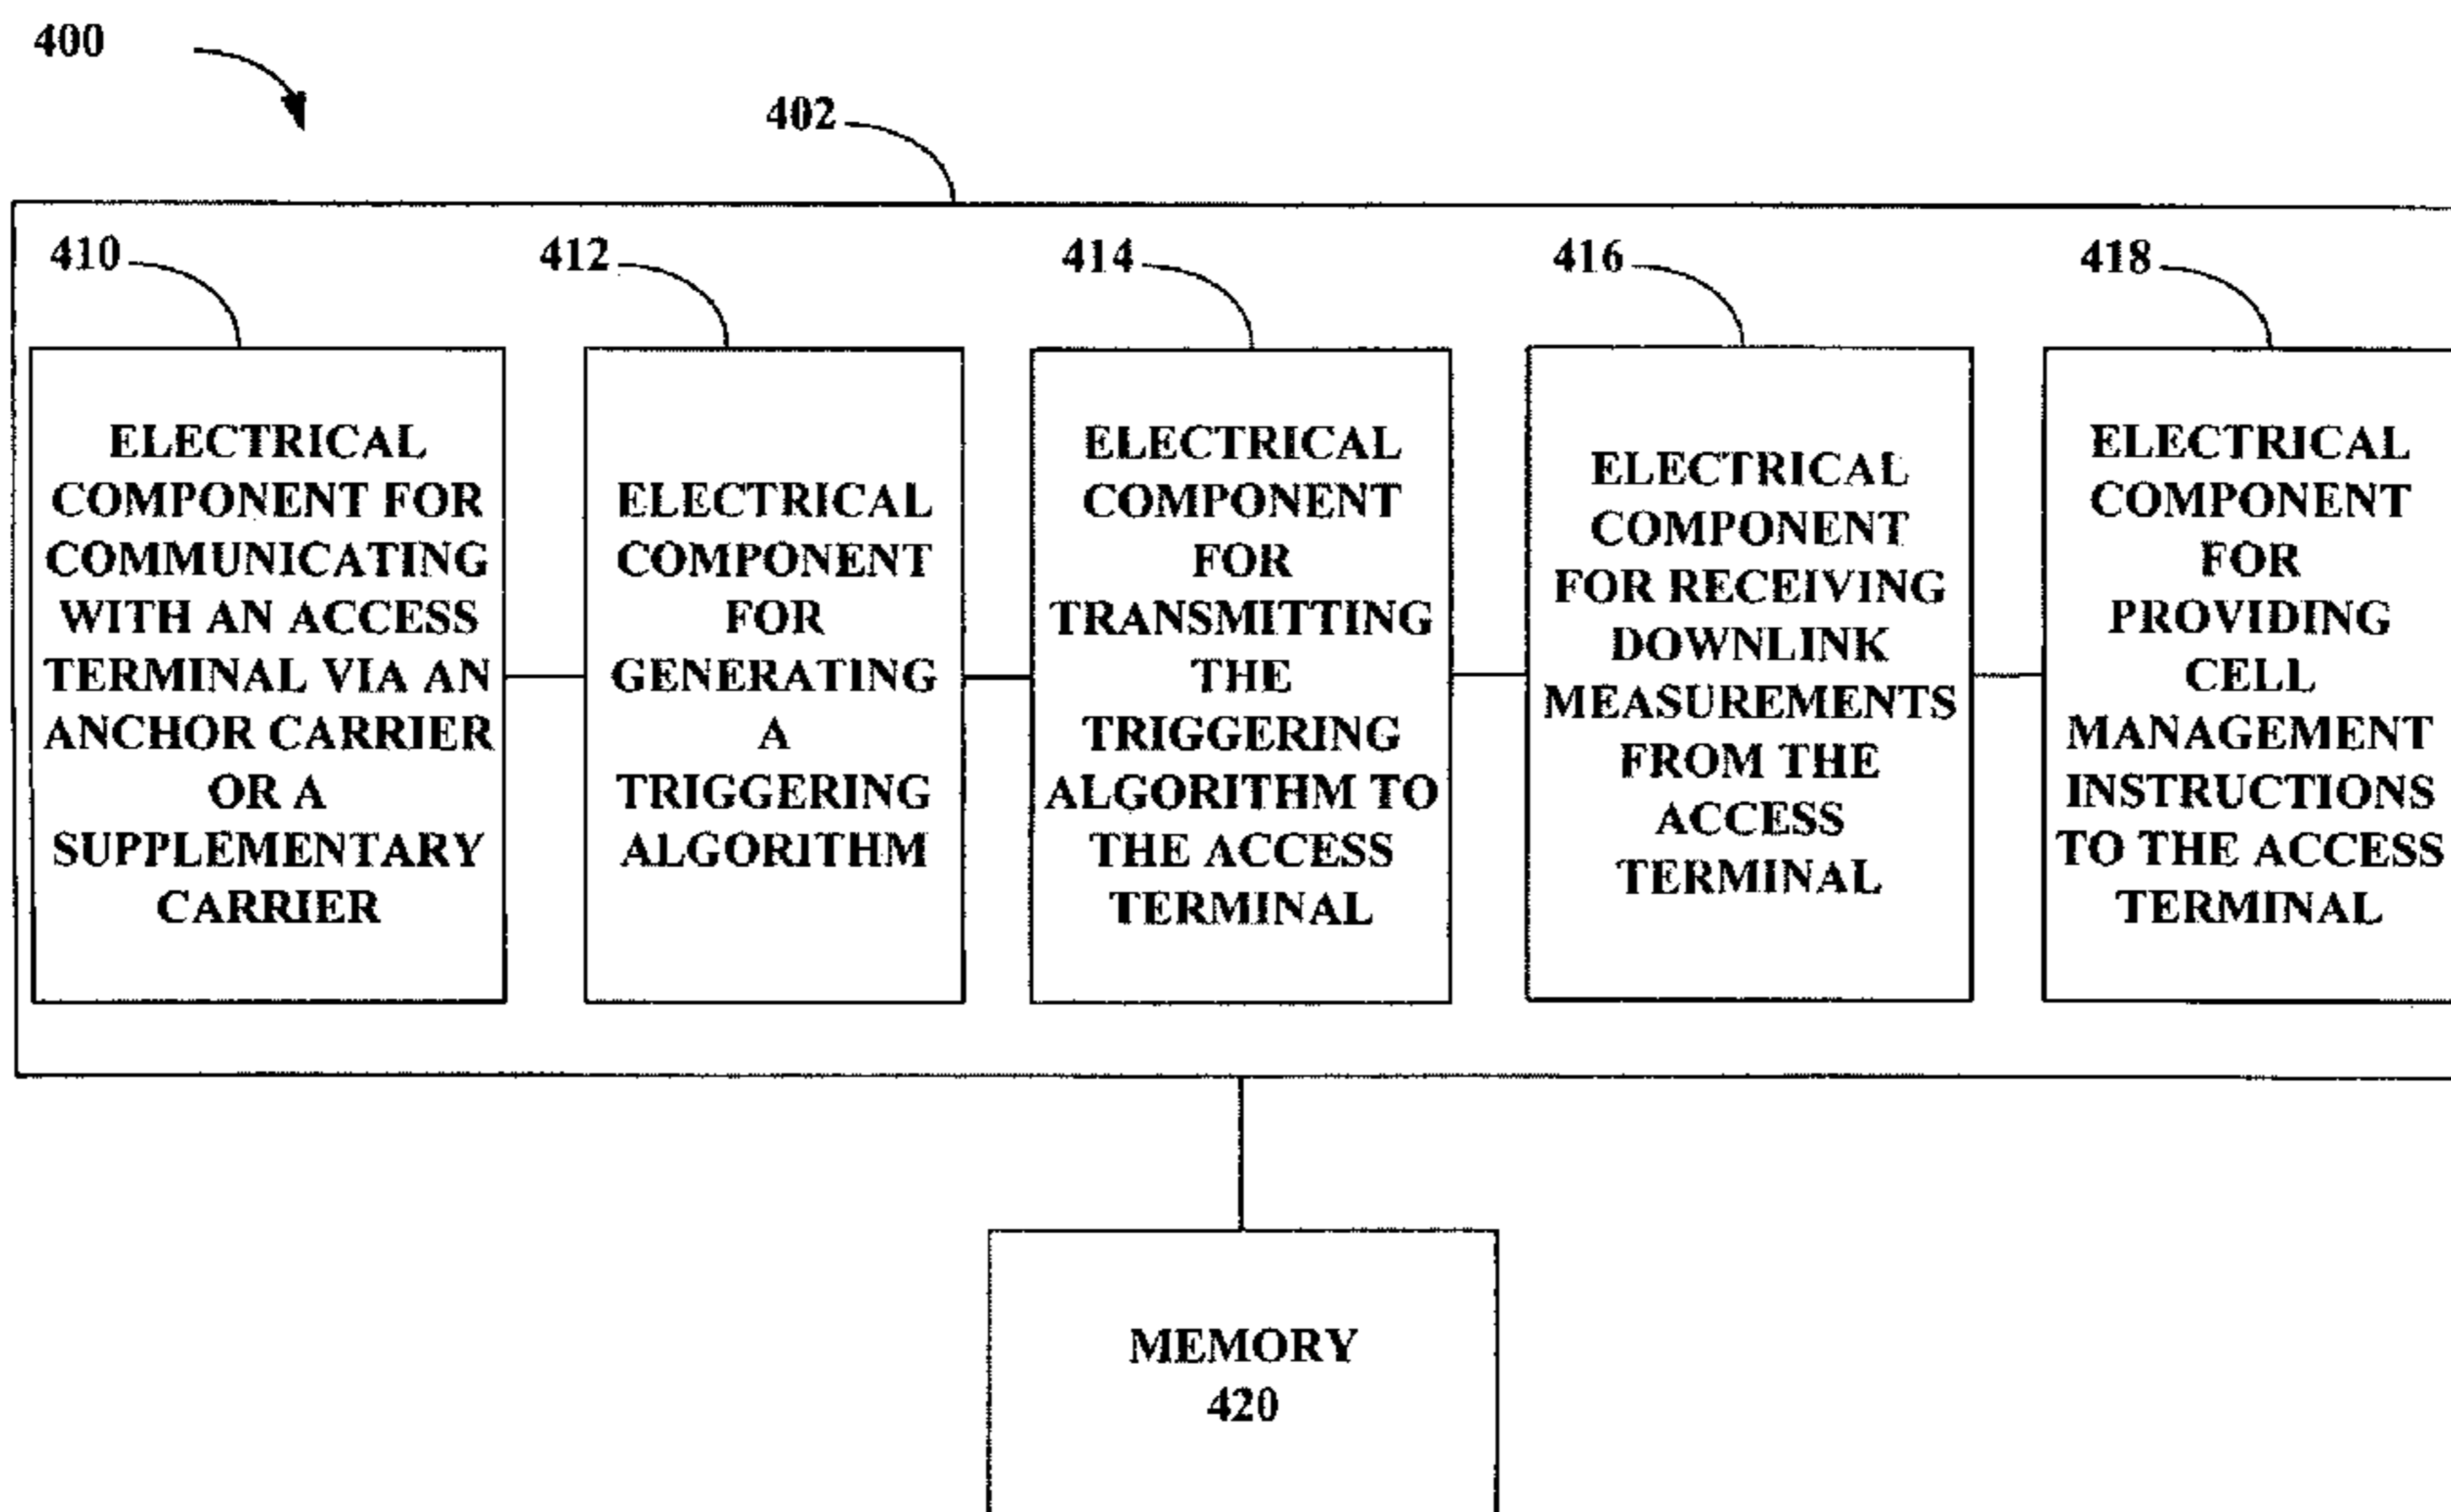 400
402
410
412
414
416
418
ELECTRICAL
COMPONENT FOR
COMMUNICATING
WITH AN ACCESS
TERMINAL VIA AN
ANCHOR CARRIER
OR A
SUPPLEMENTARY
CARRIER
ELECTRICAL
COMPONENT
FOR
GENERATING
A
TRIGGERING
ALGORITHM
ELECTRICAL
COMPONENT
FOR
TRANSMITTING
THE
TRIGGERING
ALGORITHM TO
THE ACCESS
TERMINAL
ELECTRICAL
COMPONENT
FOR RECEIVING
DOWNLINK
MEASUREMENTS
FROM THE
ACCESS
TERMINAL
ELECTRICAL
COMPONENT
FOR
PROVIDING
CELL
MANAGEMENT
INSTRUCTIONS
TO THE ACCESS
TERMINAL
MEMORY
420